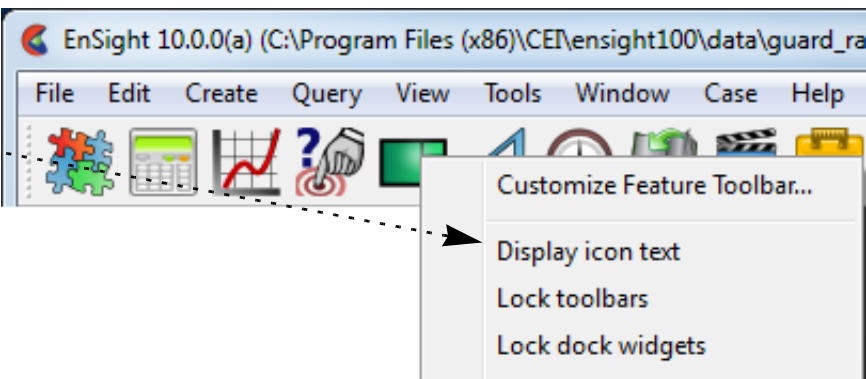 EnSight 10.0.0(a) (C:\Program Files (x86)\CEI\ensight100\data\guard_ra
File Edit Create Query View Tools Window Case Help
?
Customize Feature Toolbar...
Display icon text
Lock toolbars
Lock dock widgets